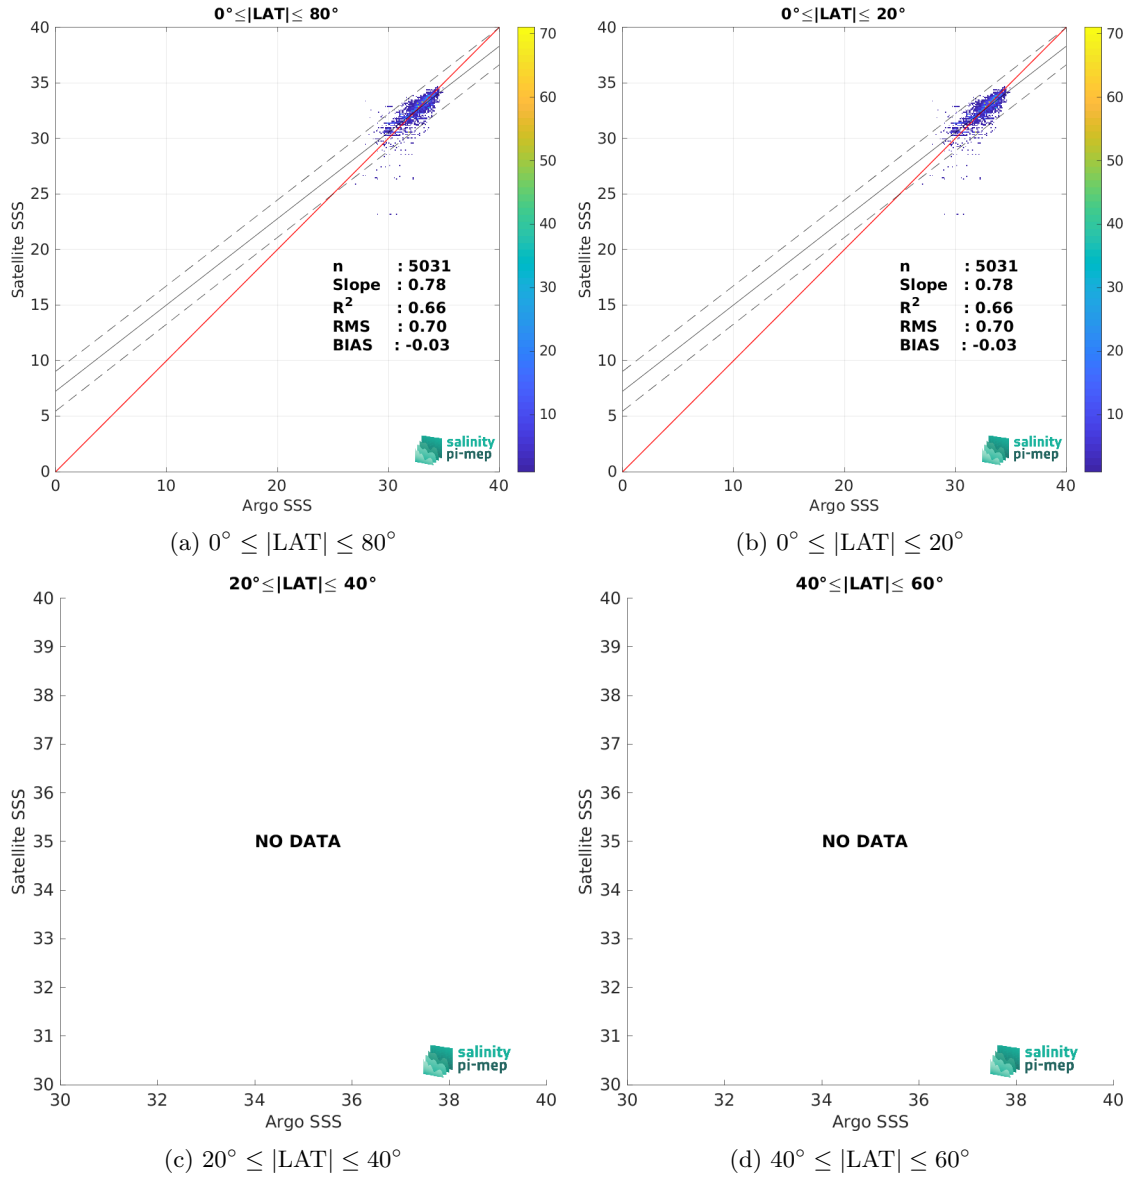 0°≤|LAT|≤ 80°
40
35
30
25
20
15
10
5
0
Satellite SSS
0
10
20
30
40
Argo SSS
n : 5031
Slope : 0.78
R² : 0.66
RMS : 0.70
BIAS : -0.03
salinity
pi-mep
70
60
50
40
30
20
10
(a) 0° ≤ |LAT| ≤ 80°
0°≤|LAT|≤ 20°
40
35
30
25
20
15
10
5
0
Satellite SSS
0
10
20
30
40
Argo SSS
n : 5031
Slope : 0.78
R² : 0.66
RMS : 0.70
BIAS : -0.03
salinity
pi-mep
70
60
50
40
30
20
10
(b) 0° ≤ |LAT| ≤ 20°
20°≤|LAT|≤ 40°
40
39
38
37
36
35
34
33
32
31
30
Satellite SSS
NO DATA
salinity
pi-mep
30
32
34
36
38
40
Argo SSS
(c) 20° ≤ |LAT| ≤ 40°
40°≤|LAT|≤ 60°
40
39
38
37
36
35
34
33
32
31
30
Satellite SSS
NO DATA
salinity
pi-mep
30
32
34
36
38
40
Argo SSS
(d) 40° ≤ |LAT| ≤ 60°